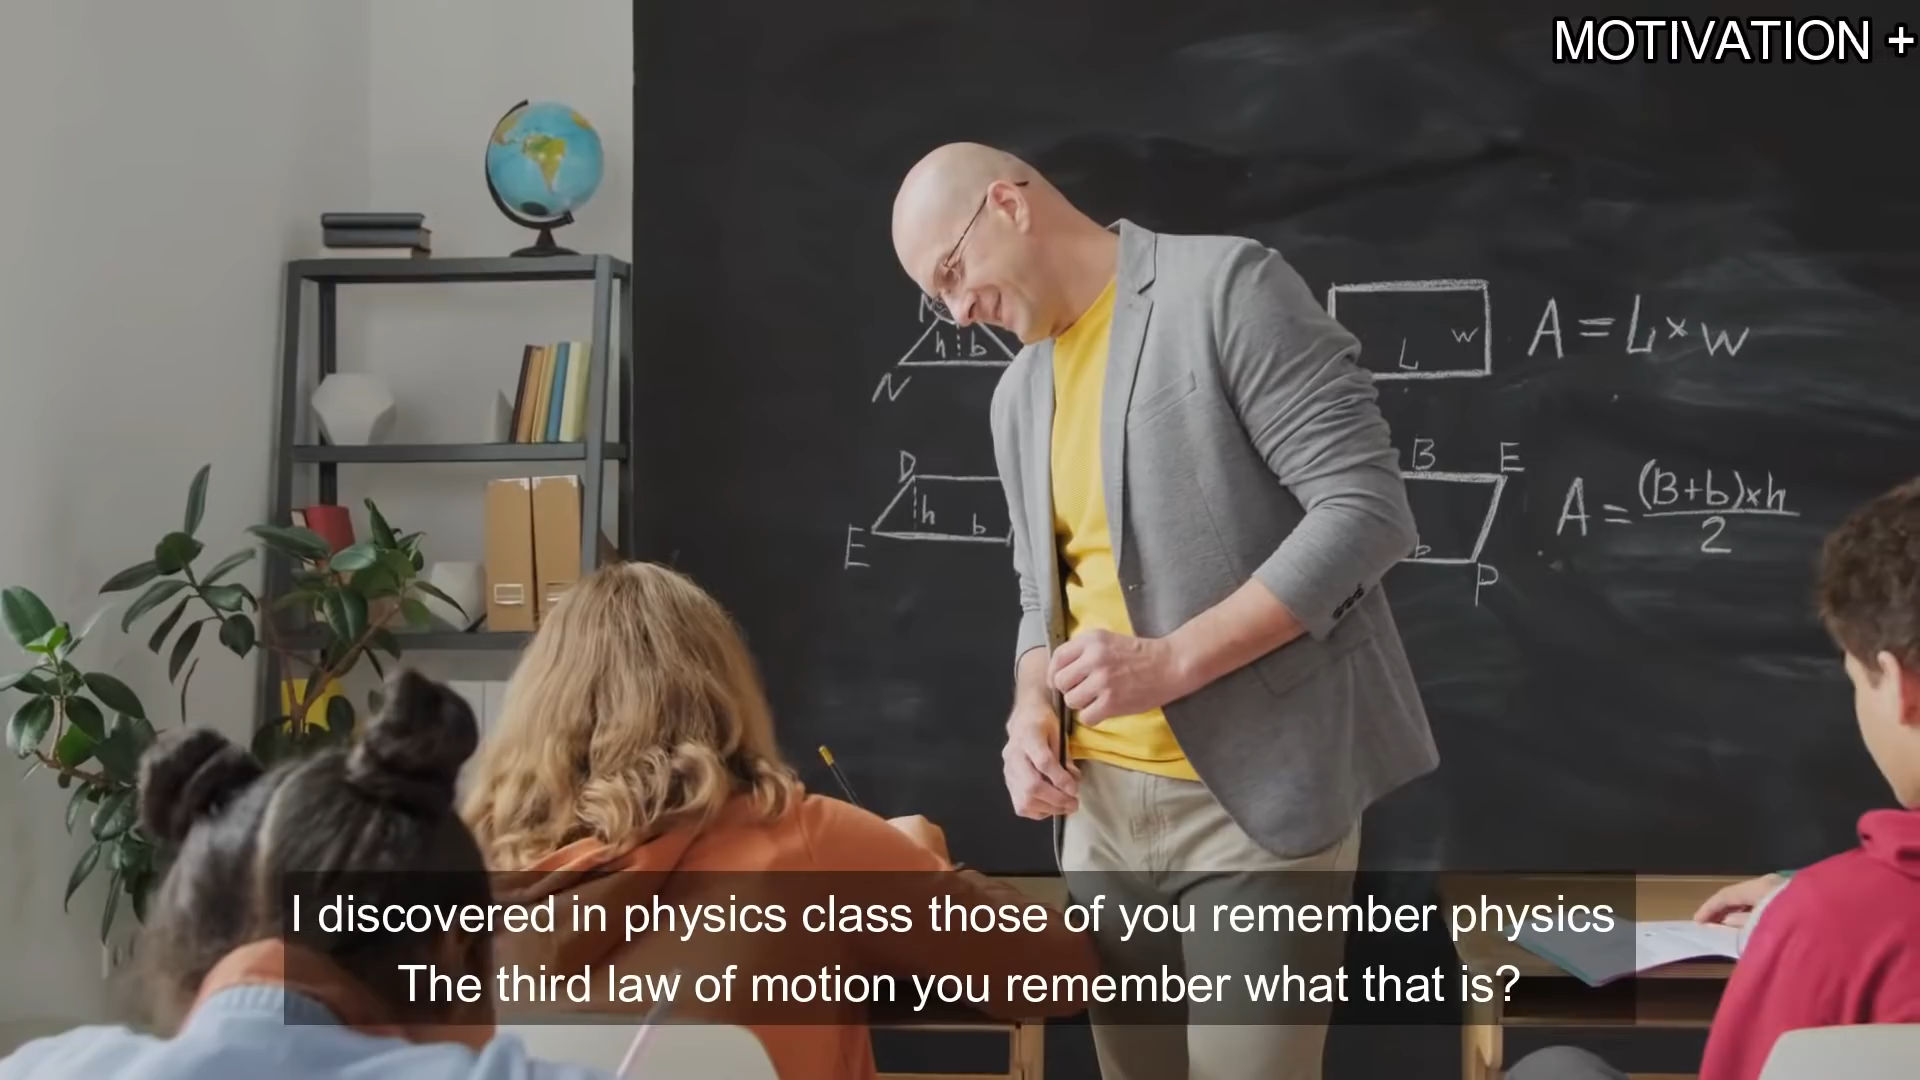 MOTIVATION +
N
h b
L
w
A = L × w
D
h
b
E
B
E
b
P
A = (B+b)×h
2
I discovered in physics class those of you remember physics
The third law of motion you remember what that is?